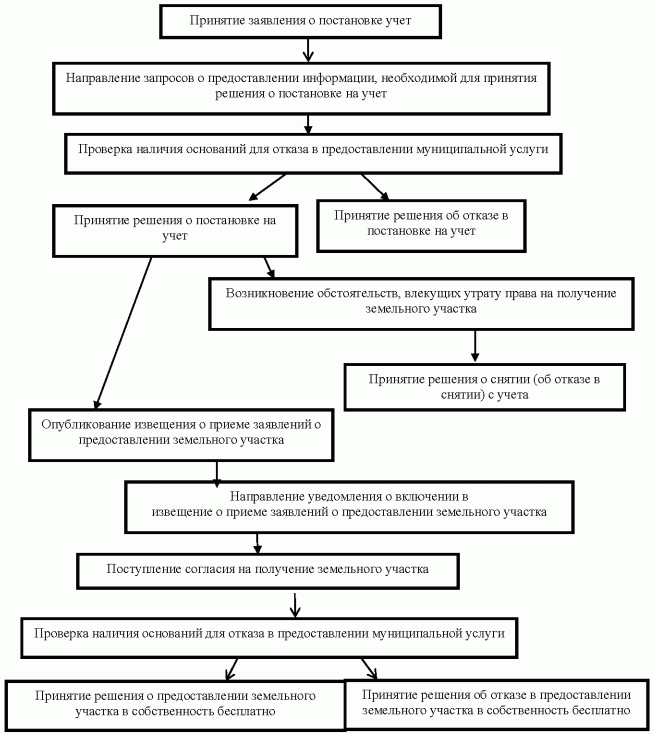 Принятие заявления о постановке учет
Направление запросов о предоставлении информации, необходимой для принятия
решения о постановке на учет
Проверка наличия оснований для отказа в предоставлении муниципальной услуги
Принятие решения о постановке на
учет
Принятие решения об отказе в
постановке на учет
Возникновение обстоятельств, влекущих утрату права на получение
земельного участка
Принятие решения о снятии (об отказе в
снятии) с учета
Опубликование извещения о приеме заявлений о
предоставлении земельного участка
Направление уведомления о включении в
извещение о приеме заявлений о предоставлении земельного участка
Поступление согласия на получение земельного участка
Проверка наличия оснований для отказа в предоставлении муниципальной услуги
Принятие решения о предоставлении земельного
участка в собственность бесплатно
Принятие решения об отказе в предоставлении
земельного участка в собственность бесплатно